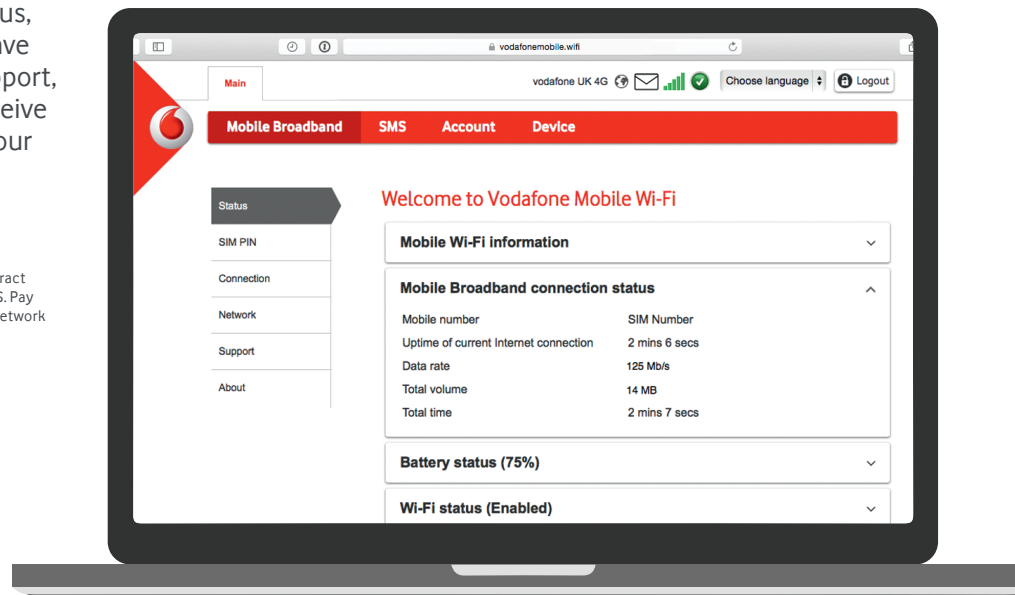 us,
ave
port,
eive
our
ract
S. Pay
etwork
vodafonemobile.wifi
Main
vodafone UK 4G
Choose language
Logout
Mobile Broadband SMS Account Device
Status
SIM PIN
Connection
Network
Support
About
Welcome to Vodafone Mobile Wi-Fi
Mobile Wi-Fi information
Mobile Broadband connection status
Mobile number SIM Number
Uptime of current Internet connection 2 mins 6 secs
Data rate 125 Mb/s
Total volume 14 MB
Total time 2 mins 7 secs
Battery status (75%)
Wi-Fi status (Enabled)